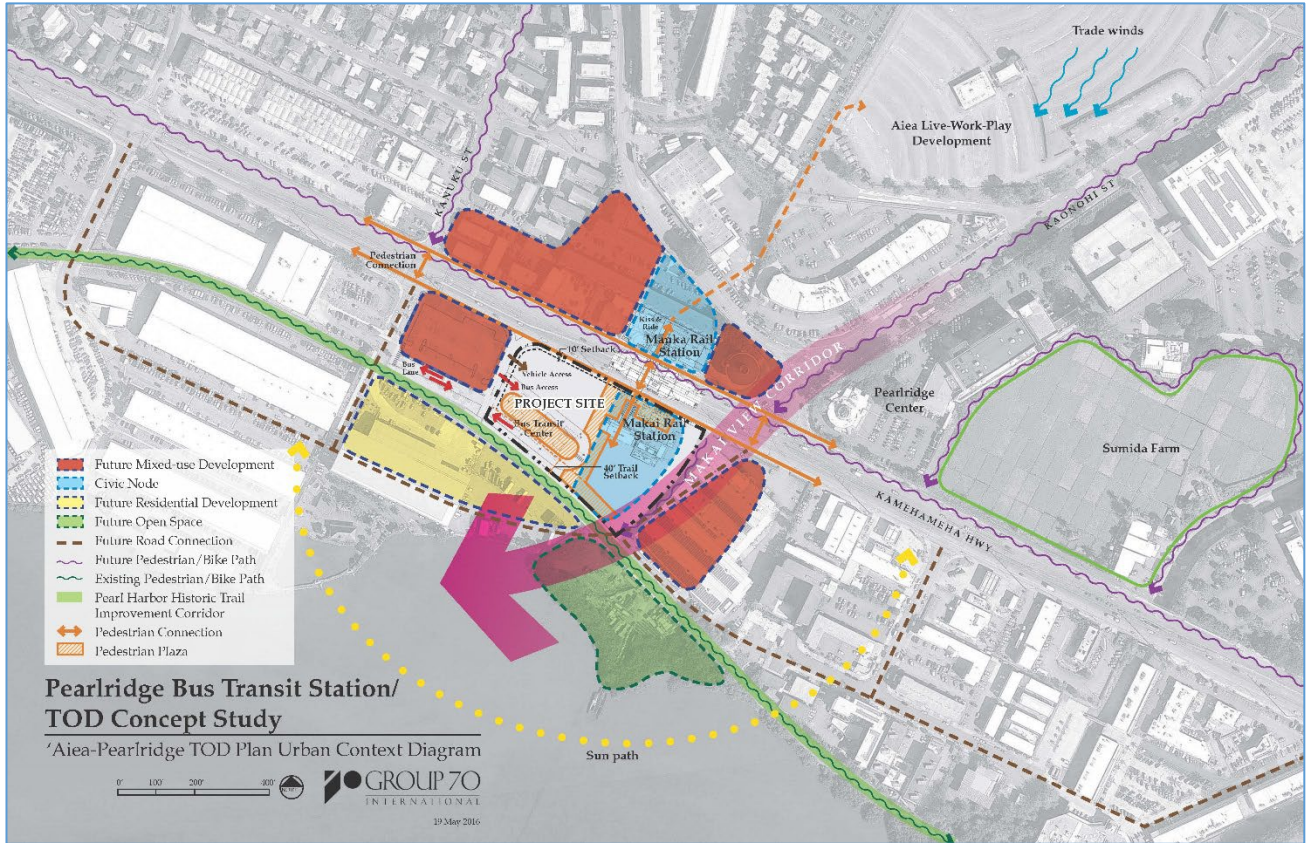 Trade winds
Aiea Live-Work-Play
Development
KANUKU ST
KAONOHI ST
Pedestrian
Connection
Kiss &
Ride
Mauka Rail
Station
10' Setback
Vehicle Access
Bus Access
Bus
Lane
PROJECT SITE
Bus Transit
Center
Makai Rail
Station
MAKAI VIEW CORRIDOR
40' Trail
Setback
Pearlridge
Center
Sumida Farm
KAMEHAMEHA HWY
Future Mixed-use Development
Civic Node
Future Residential Development
Future Open Space
Future Road Connection
Future Pedestrian/Bike Path
Existing Pedestrian/Bike Path
Pearl Harbor Historic Trail
Improvement Corridor
Pedestrian Connection
Pedestrian Plaza
Pearlridge Bus Transit Station/
TOD Concept Study
'Aiea-Pearlridge TOD Plan Urban Context Diagram
Sun path
0' 100' 200' 400'
GROUP 70
INTERNATIONAL
19 May 2016